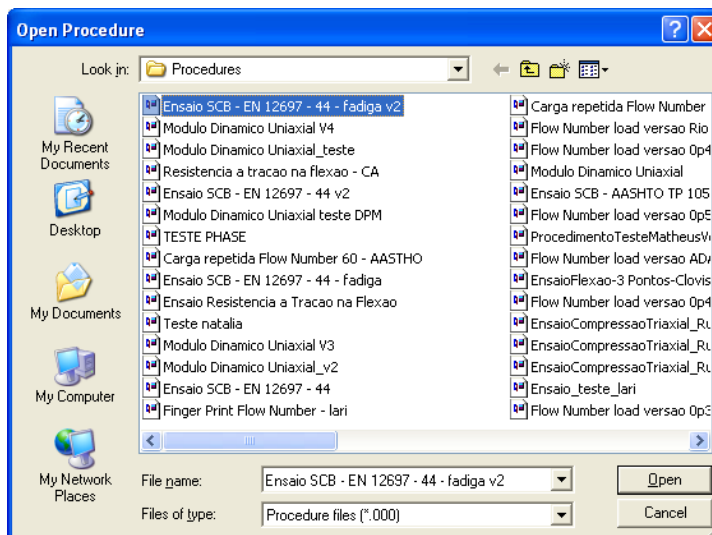 Open Procedure
Look in: Procedures
My Recent
Documents
Desktop
My Documents
My Computer
My Network
Places
Ensaio SCB - EN 12697 - 44 - fadiga v2
Modulo Dinamico Uniaxial V4
Modulo Dinamico Uniaxial_teste
Resistencia a tracao na flexao - CA
Ensaio SCB - EN 12697 - 44 v2
Modulo Dinamico Uniaxial teste DPM
TESTE PHASE
Carga repetida Flow Number 60 - AASTHO
Ensaio SCB - EN 12697 - 44 - fadiga
Ensaio Resistencia a Tracao na Flexao
Teste natalia
Modulo Dinamico Uniaxial V3
Modulo Dinamico Uniaxial_v2
Ensaio SCB - EN 12697 - 44
Finger Print Flow Number - lari
Carga repetida Flow Number
Flow Number load versao Rio
Flow Number load versao 0p4
Modulo Dinamico Uniaxial
Ensaio SCB - AASHTO TP 105
Flow Number load versao 0p5
ProcedimentoTesteMatheusV
Flow Number load versao ADA
EnsaioFlexao-3 Pontos-Clovis
Flow Number load versao 0p4
EnsaioCompressaoTriaxial_Ru
EnsaioCompressaoTriaxial_Ru
EnsaioCompressaoTriaxial_Ru
Ensaio_teste_lari
Flow Number load versao 0p3
File name: Ensaio SCB - EN 12697 - 44 - fadiga v2 Open
Files of type: Procedure files (*.000) Cancel